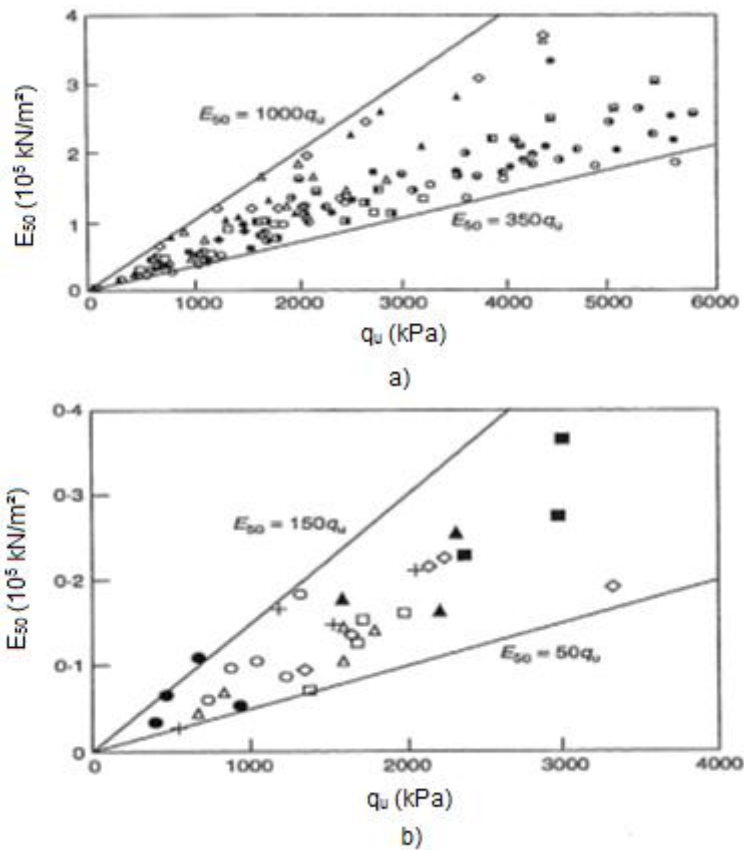 4
3
2
1
0
E₅₀ (10⁵ kN/m²)
E₅₀ = 1000qᵤ
E₅₀ = 350qᵤ
0 1000 2000 3000 4000 5000 6000
qᵤ (kPa)
a)
0·4
0·3
0·2
0·1
0
E₅₀ (10⁵ kN/m²)
E₅₀ = 150qᵤ
E₅₀ = 50qᵤ
0 1000 2000 3000 4000
qᵤ (kPa)
b)